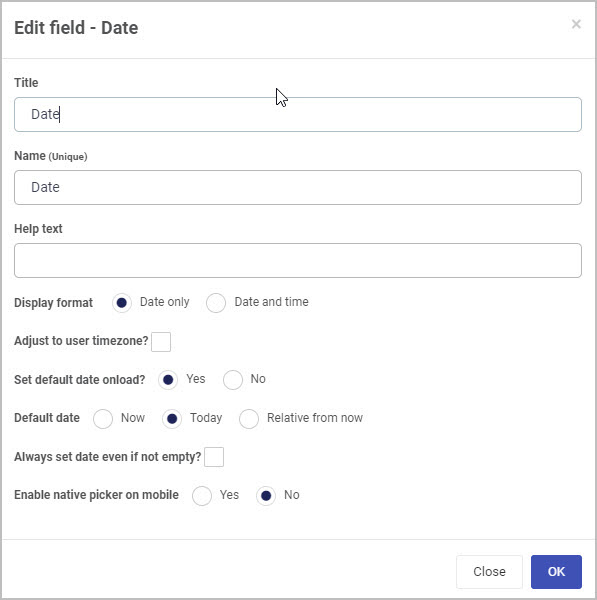 Edit field - Date
×
Title
Date
Name (Unique)
Date
Help text
Display format Date only Date and time
Adjust to user timezone?
Set default date onload? Yes No
Default date Now Today Relative from now
Always set date even if not empty?
Enable native picker on mobile Yes No
Close OK